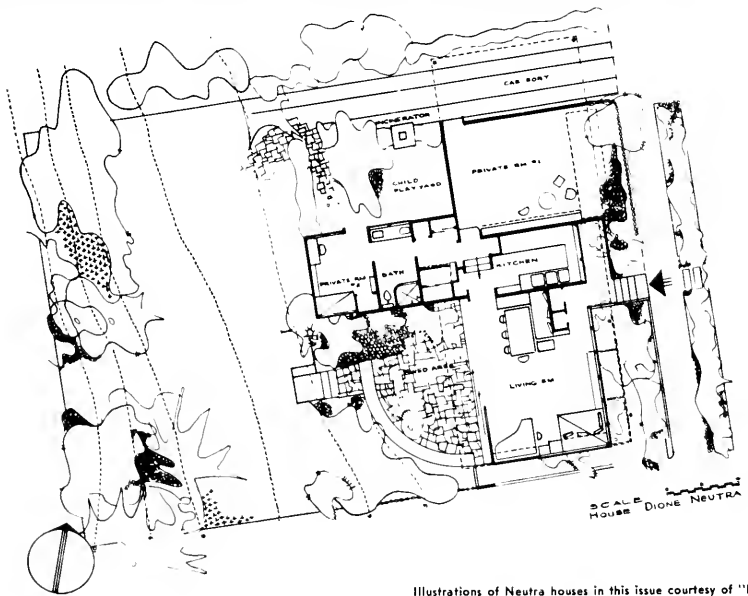 CAR PORT
INCINERATOR
CHILD
PLAY YARD
PRIVATE RM #1
KITCHEN
PRIVATE RM
#2
BATH
LIVING RM
SCALE
HOUSE DIONE NEUTRA
Illustrations of Neutra houses in this issue courtesy of "